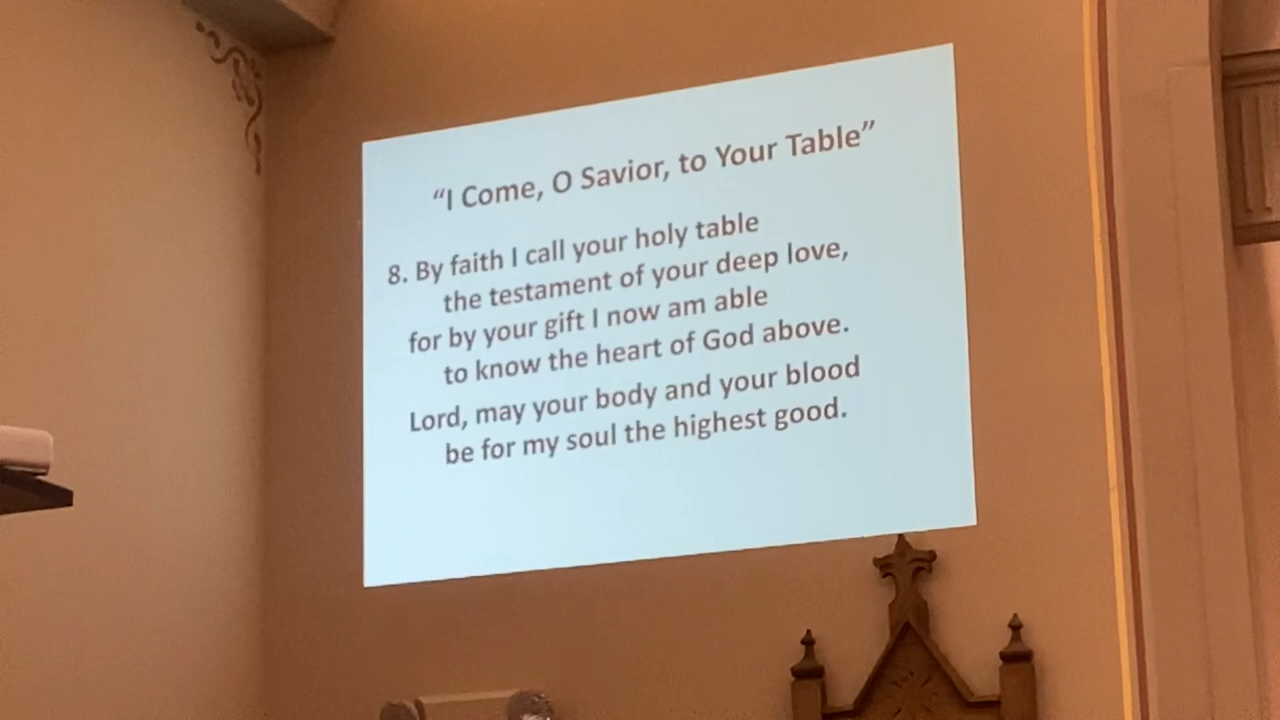 “I Come, O Savior, to Your Table”
8. By faith I call your holy table
the testament of your deep love,
for by your gift I now am able
to know the heart of God above.
Lord, may your body and your blood
be for my soul the highest good.